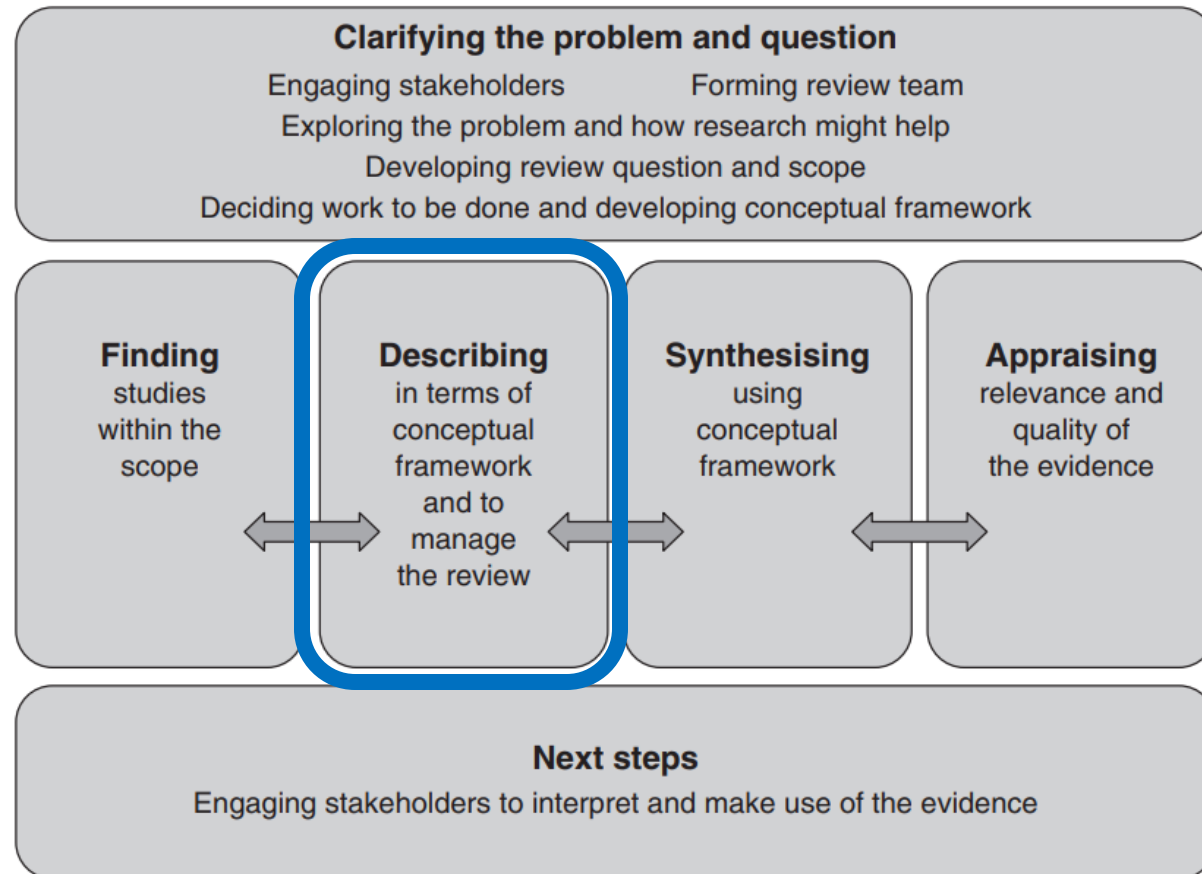 Clarifying the problem and question
Engaging stakeholders Forming review team
Exploring the problem and how research might help
Developing review question and scope
Deciding work to be done and developing conceptual framework
Finding
studies
within the
scope
Describing
in terms of
conceptual
framework
and to
manage
the review
Synthesising
using
conceptual
framework
Appraising
relevance and
quality of
the evidence
Next steps
Engaging stakeholders to interpret and make use of the evidence